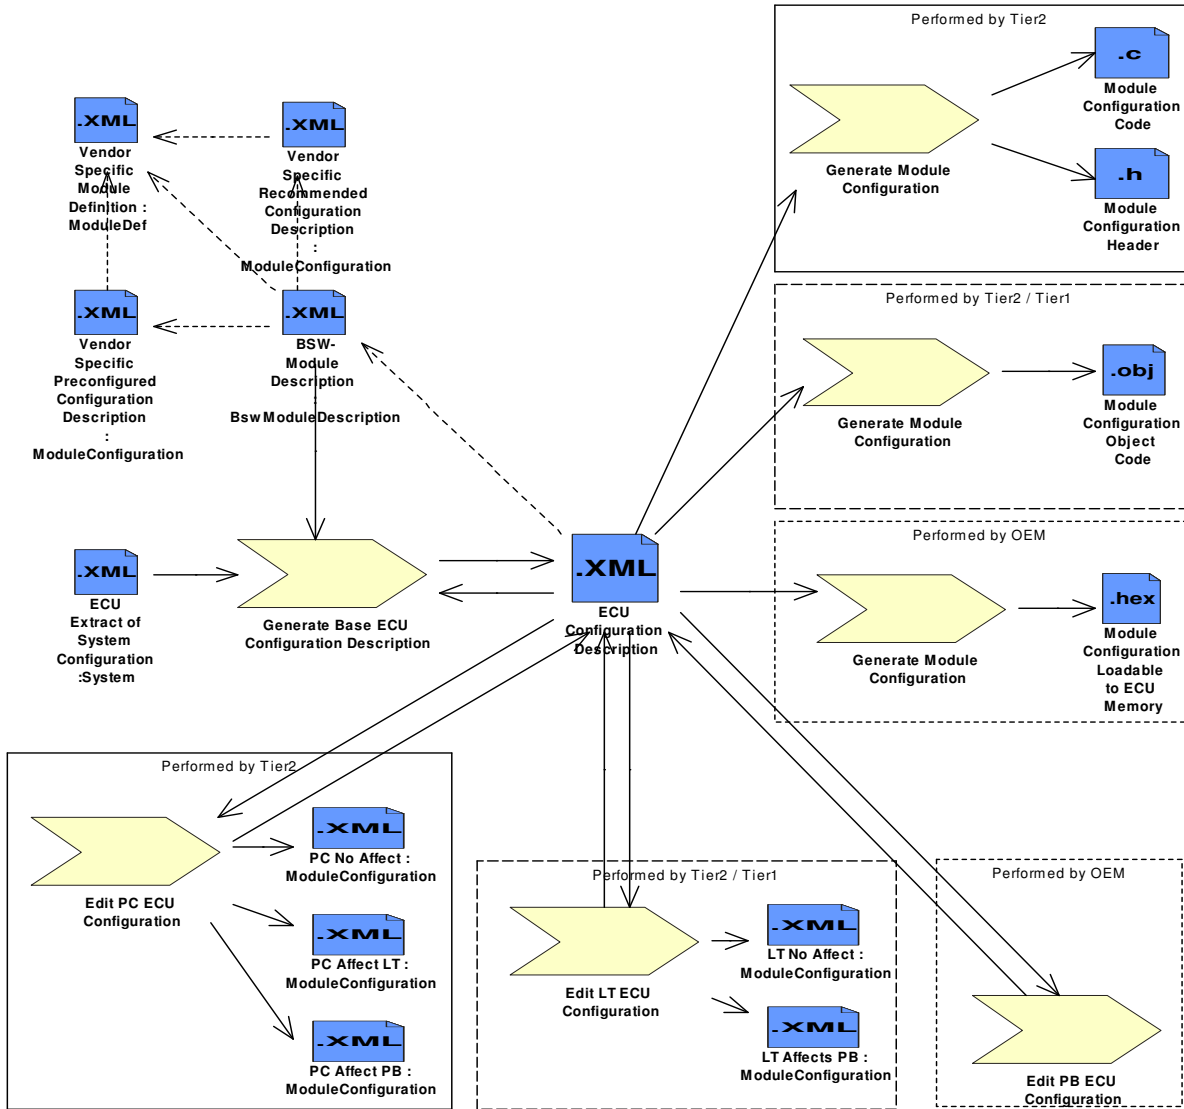 Performed by Tier2
.c
Module
Configuration
Code
.h
Module
Configuration
Header
Generate Module
Configuration
.XML
Vendor
Specific
Module
Definition :
ModuleDef
.XML
Vendor
Specific
Recommended
Configuration
Description
:
ModuleConfiguration
.XML
Vendor
Specific
Preconfigured
Configuration
Description
:
ModuleConfiguration
.XML
BSW-
Module
Description
:
BswModuleDescription
Performed by Tier2 / Tier1
Generate Module
Configuration
.obj
Module
Configuration
Object
Code
Performed by OEM
Generate Module
Configuration
.hex
Module
Configuration
Loadable
to ECU
Memory
.XML
ECU
Extract of
System
Configuration
:System
Generate Base ECU
Configuration Description
.XML
ECU
Configuration
Description
Performed by Tier2
Edit PC ECU
Configuration
.XML
PC No Affect :
ModuleConfiguration
.XML
PC Affect LT :
ModuleConfiguration
.XML
PC Affect PB :
ModuleConfiguration
Performed by Tier2 / Tier1
Edit LT ECU
Configuration
.XML
LT No Affect :
ModuleConfiguration
.XML
LT Affects PB :
ModuleConfiguration
Performed by OEM
Edit PB ECU
Configuration